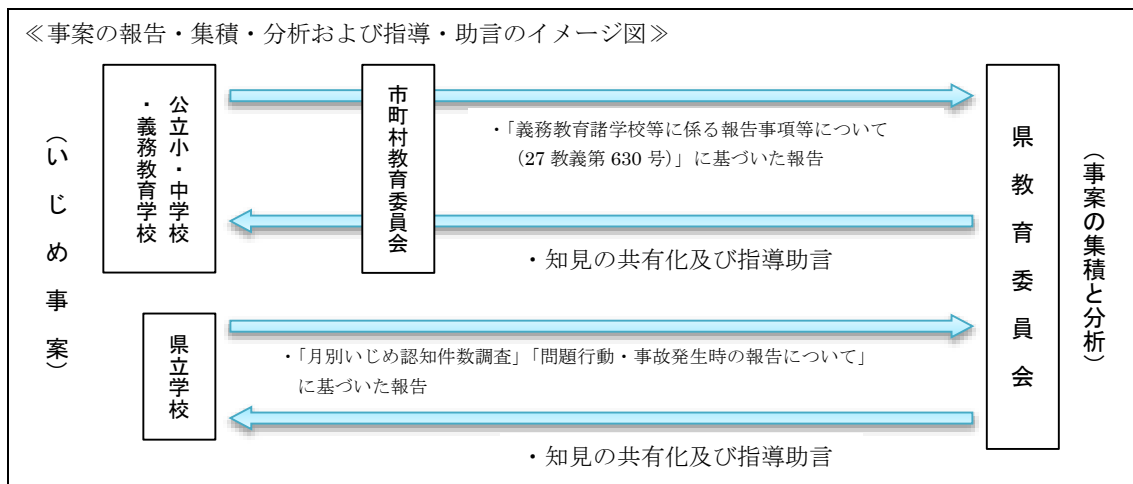 ≪事案の報告・集積・分析および指導・助言のイメージ図≫
（いじめ事案）
公立小・中学校
・義務教育学校
市町村教育委員会
・「義務教育諸学校等に係る報告事項等について
（27 教義第 630 号）」に基づいた報告
・知見の共有化及び指導助言
県立学校
・「月別いじめ認知件数調査」「問題行動・事故発生時の報告について」
に基づいた報告
・知見の共有化及び指導助言
県教育委員会
（事案の集積と分析）